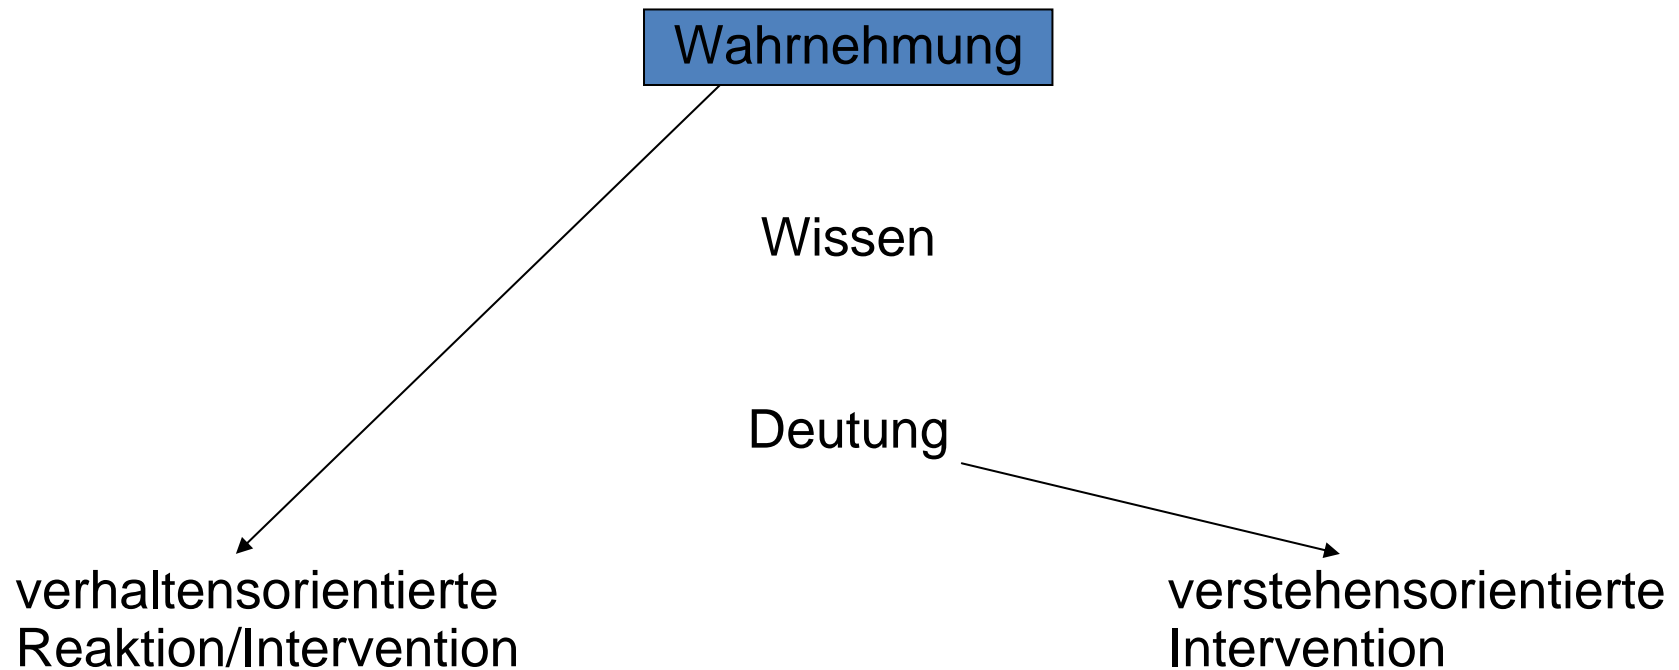 Wahrnehmung
Wissen
Deutung
verhaltensorientierte
Reaktion/Intervention
verstehensorientierte
Intervention